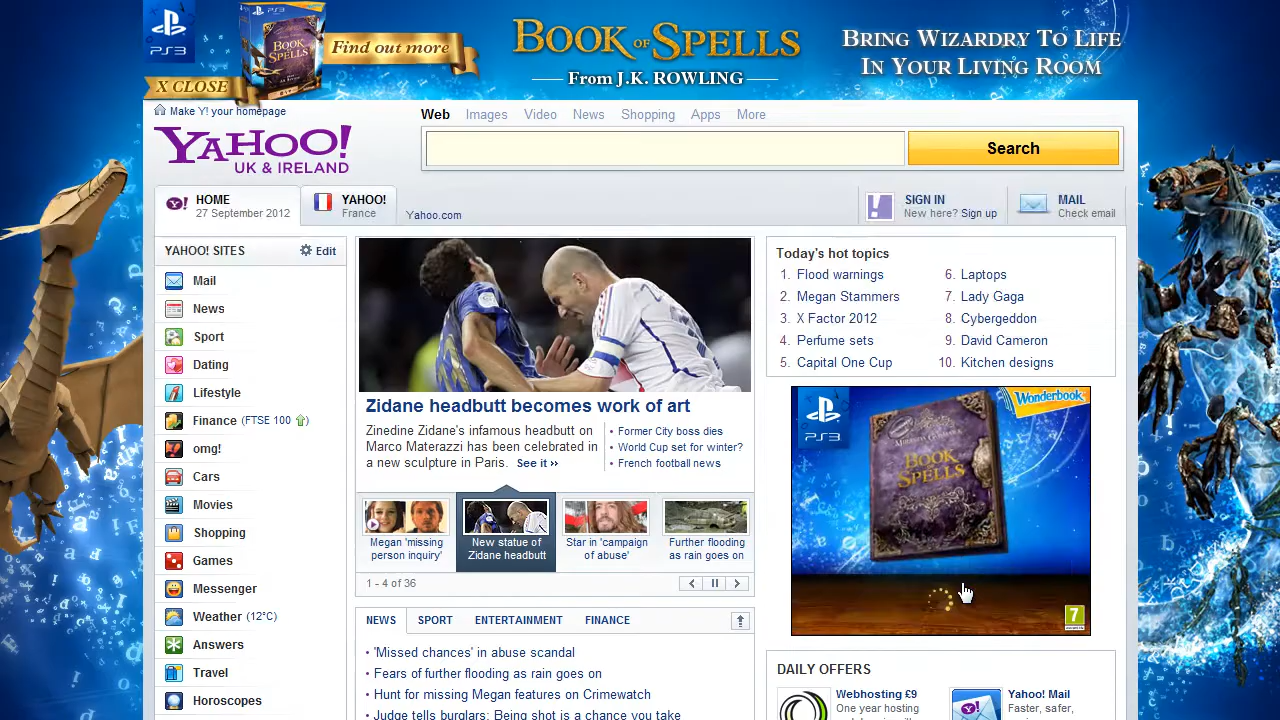 PS3
PS3
BOOK OF SPELLS
Find out more
X CLOSE
BOOK OF SPELLS
From J.K. ROWLING
BRING WIZARDRY TO LIFE
IN YOUR LIVING ROOM
Make Y! your homepage
YAHOO!
UK & IRELAND
Web Images Video News Shopping Apps More
Search
HOME
27 September 2012
YAHOO!
France
Yahoo.com
SIGN IN
New here? Sign up
MAIL
Check email
YAHOO! SITES
Edit
Mail
News
Sport
Dating
Lifestyle
Finance (FTSE 100 )
omg!
Cars
Movies
Shopping
Games
Messenger
Weather (12°C)
Answers
Travel
Horoscopes
Zidane headbutt becomes work of art
Zinedine Zidane's infamous headbutt on
Marco Materazzi has been celebrated in
a new sculpture in Paris. See it ››
• Former City boss dies
• World Cup set for winter?
• French football news
Megan 'missing
person inquiry'
New statue of
Zidane headbutt
Star in 'campaign
of abuse'
Further flooding
as rain goes on
1 - 4 of 36
NEWS SPORT ENTERTAINMENT FINANCE
• 'Missed chances' in abuse scandal
• Fears of further flooding as rain goes on
• Hunt for missing Megan features on Crimewatch
• Judge tells burglars: Being shot is a chance you take
Today's hot topics
1. Flood warnings
2. Megan Stammers
3. X Factor 2012
4. Perfume sets
5. Capital One Cup
6. Laptops
7. Lady Gaga
8. Cybergeddon
9. David Cameron
10. Kitchen designs
PS3
Wonderbook
BOOK OF SPELLS
7
DAILY OFFERS
Webhosting £9
One year hosting
Yahoo! Mail
Faster, safer,